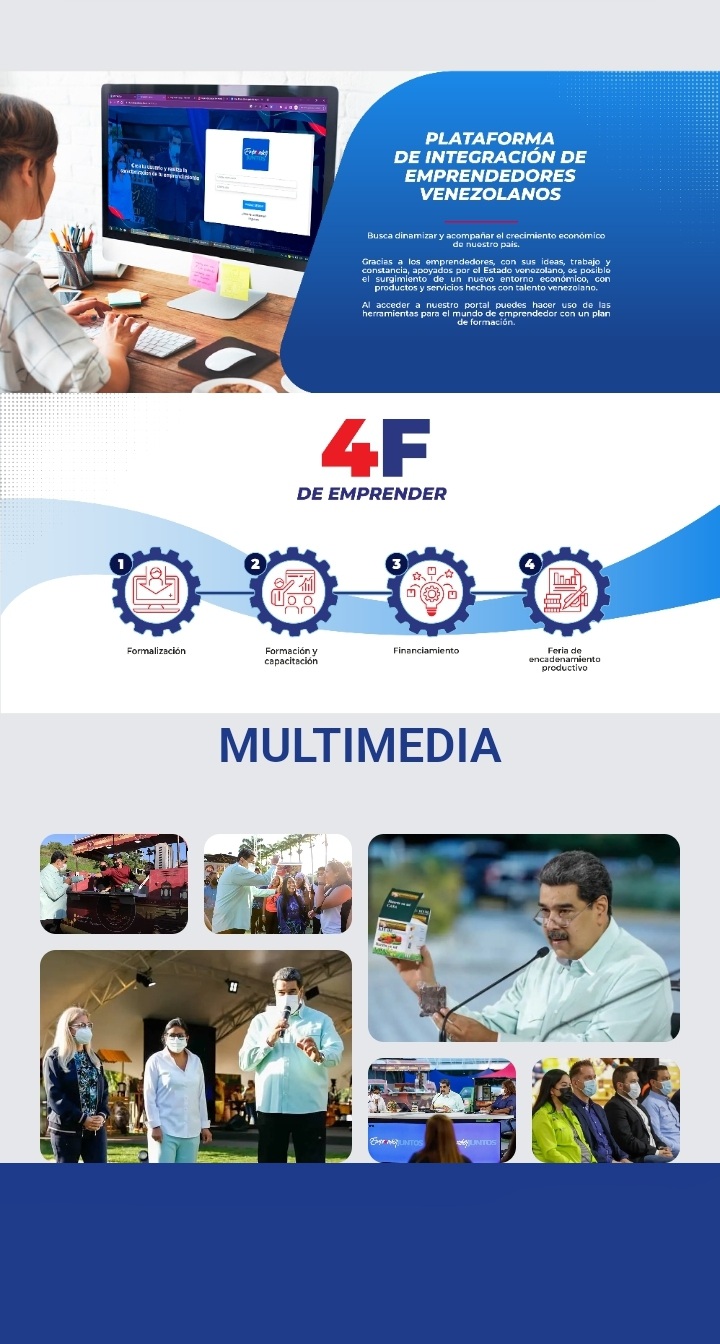 PLATAFORMA
DE INTEGRACIÓN DE
EMPRENDEDORES
VENEZOLANOS
Busca dinamizar y acompañar el crecimiento económico
de nuestro país.
Gracias a los emprendedores, con sus ideas, trabajo y
constancia, apoyados por el Estado venezolano, es posible
el surgimiento de un nuevo entorno económico, con
productos y servicios hechos con talento venezolano.
Al acceder a nuestro portal puedes hacer uso de las
herramientas para el mundo de emprendedor con un plan
de formación.
4F
DE EMPRENDER
1
2
3
4
Formalización
Formación y
capacitación
Financiamiento
Feria de
encadenamiento
productivo
MULTIMEDIA
JUNTOS
JUNTOS